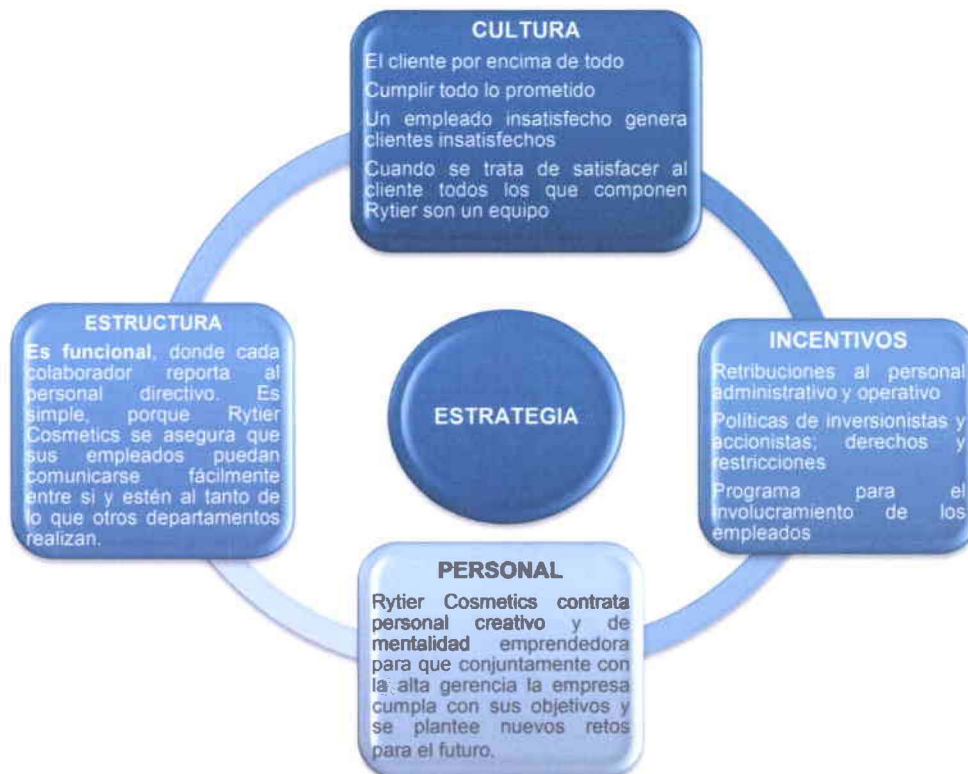 CULTURA
El cliente por encima de todo
Cumplir todo lo prometido
Un empleado insatisfecho genera
clientes insatisfechos
Cuando se trata de satisfacer al
cliente todos los que componen
Rytier son un equipo
ESTRUCTURA
Es funcional, donde cada
colaborador reporta al
personal directivo. Es
simple, porque Rytier
Cosmetics se asegura que
sus empleados puedan
comunicarse fácilmente
entre si y estén al tanto de
lo que otros departamentos
realizan.
ESTRATEGIA
INCENTIVOS
Retribuciones al personal
administrativo y operativo
Políticas de inversionistas y
accionistas; derechos y
restricciones
Programa para el
involucramiento de los
empleados
PERSONAL
Rytier Cosmetics contrata
personal creativo y de
mentalidad emprendedora
para que conjuntamente con
la alta gerencia la empresa
cumpla con sus objetivos y
se plantee nuevos retos
para el futuro.